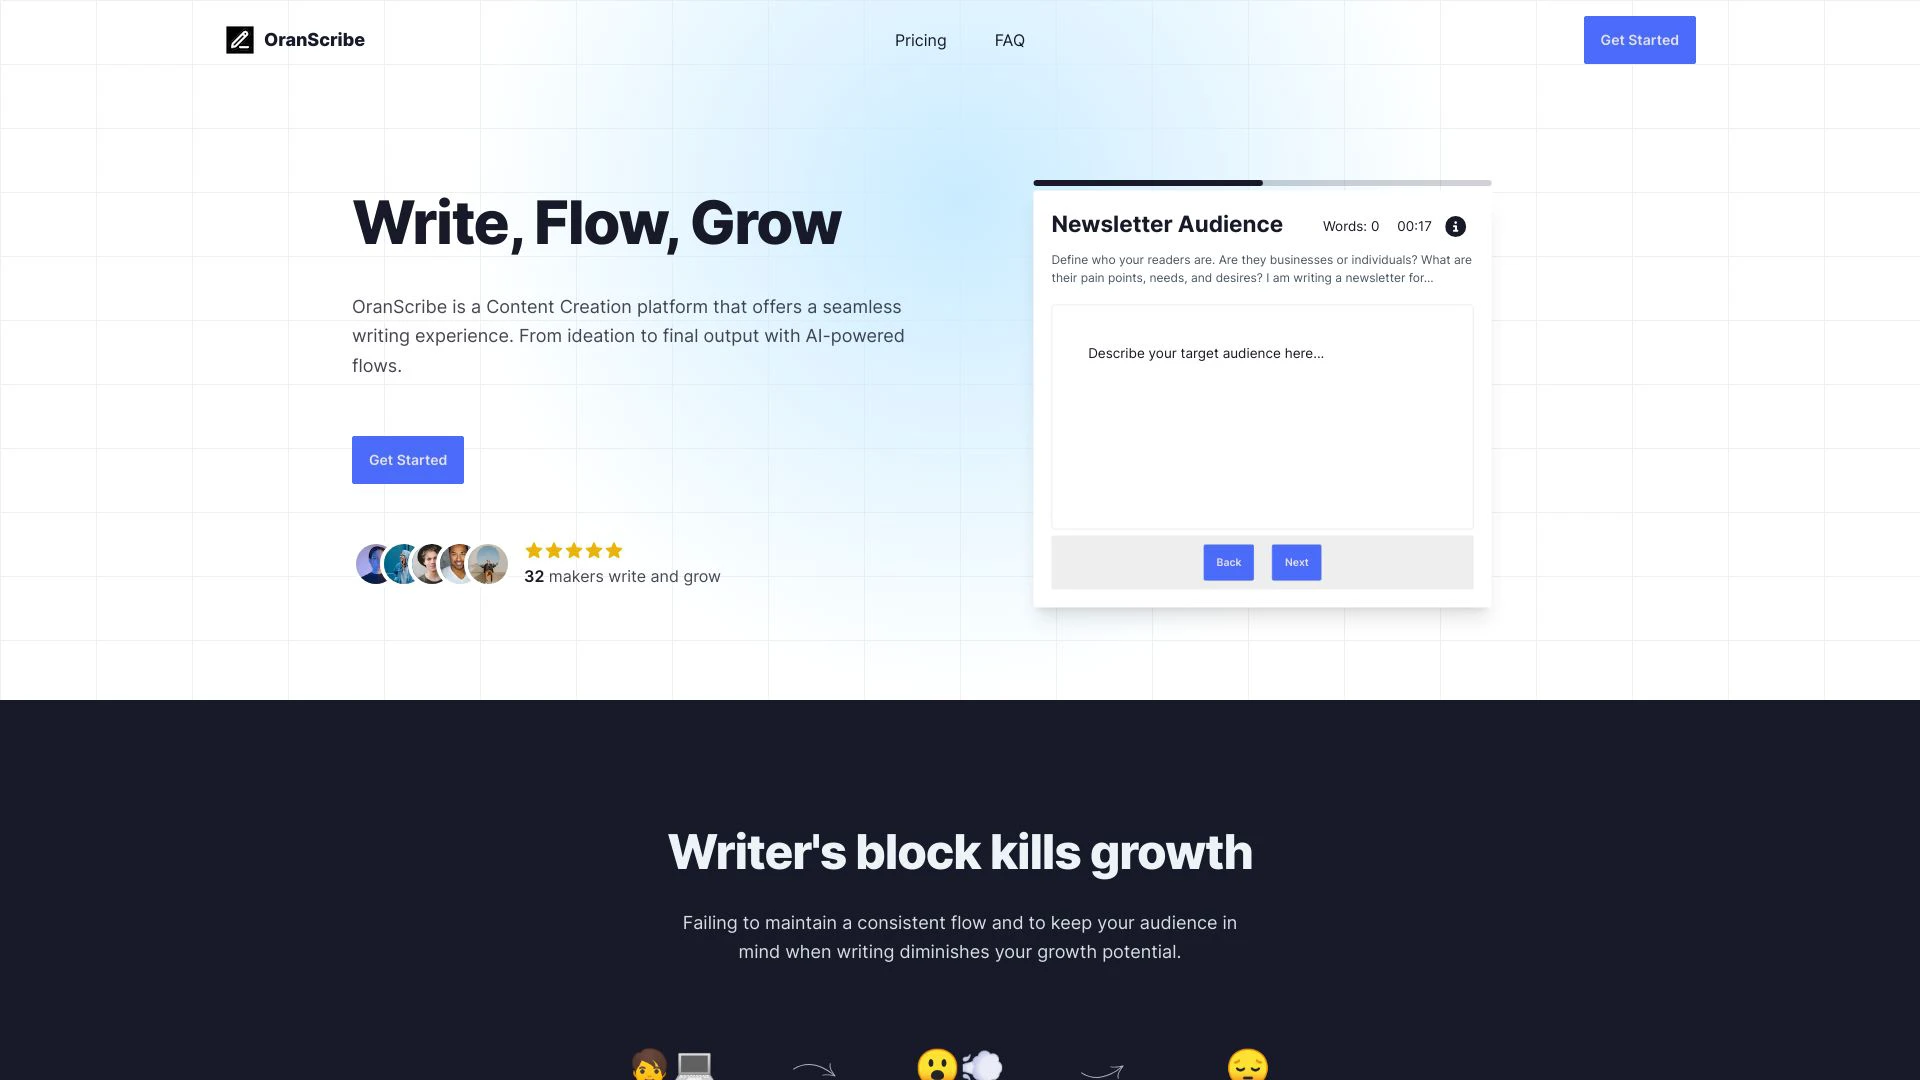 OranScribe
Pricing
FAQ
Get Started
Write, Flow, Grow
OranScribe is a Content Creation platform that offers a seamless
writing experience. From ideation to final output with AI-powered
flows.
Get Started
32 makers write and grow
Newsletter Audience
Words: 0
00:17
Define who your readers are. Are they businesses or individuals? What are
their pain points, needs, and desires? I am writing a newsletter for...
Describe your target audience here...
Back
Next
Writer's block kills growth
Failing to maintain a consistent flow and to keep your audience in
mind when writing diminishes your growth potential.